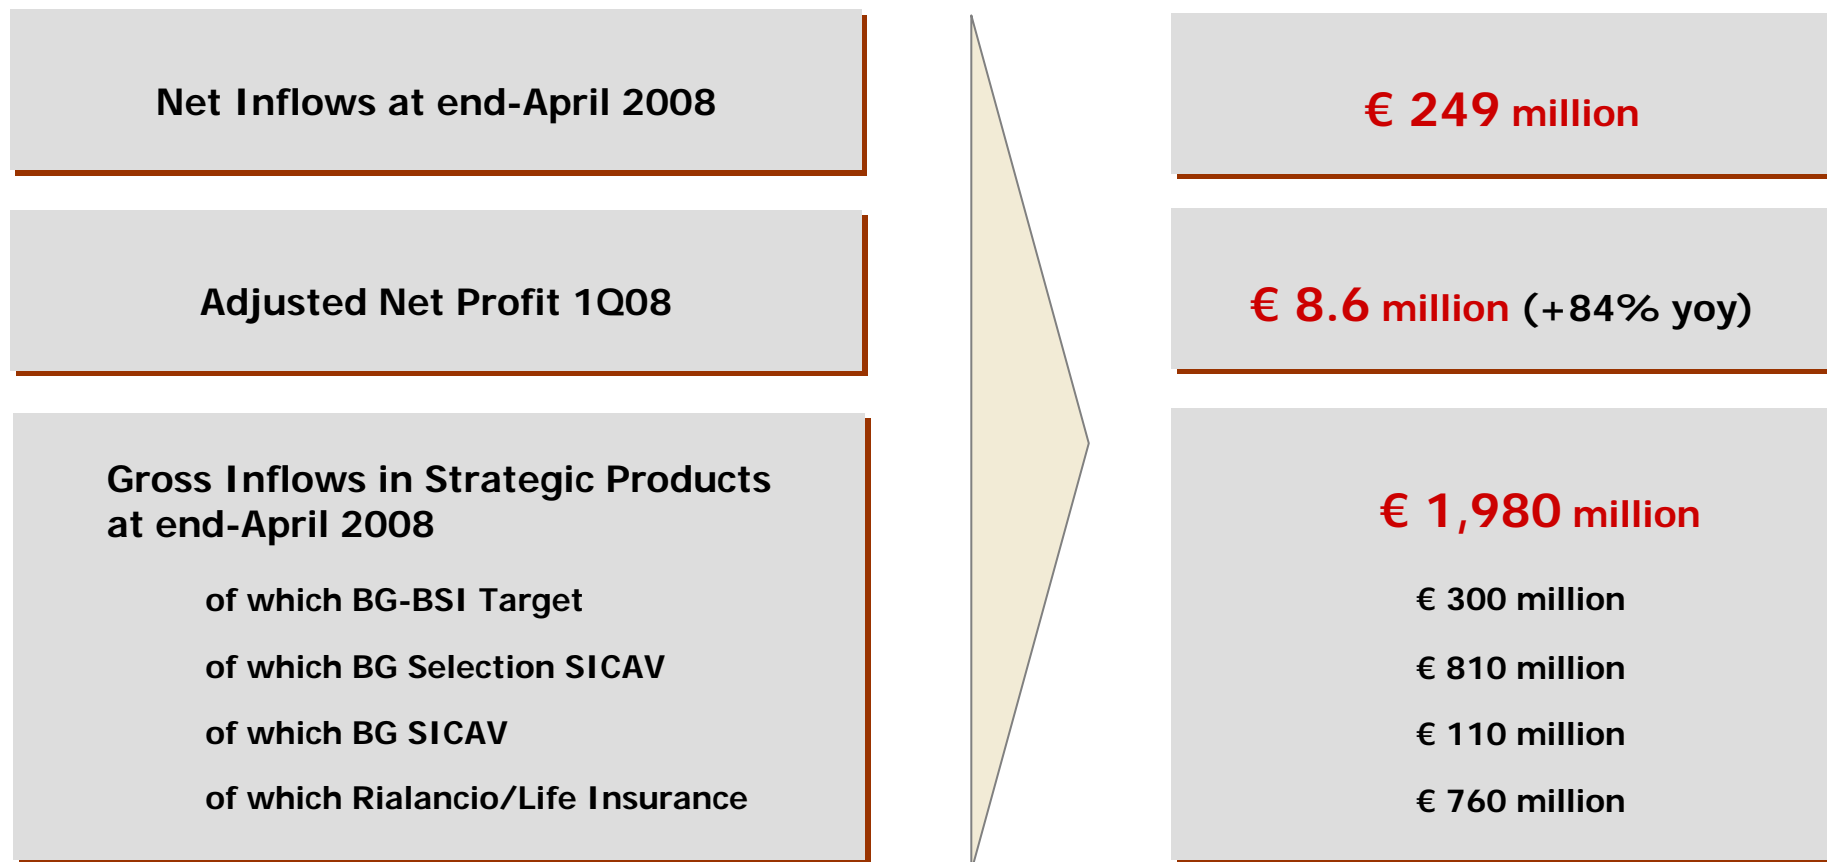 Net Inflows at end-April 2008
€ 249 million
Adjusted Net Profit 1Q08
€ 8.6 million (+84% yoy)
Gross Inflows in Strategic Products
at end-April 2008
€ 1,980 million
of which BG-BSI Target
€ 300 million
of which BG Selection SICAV
€ 810 million
of which BG SICAV
€ 110 million
of which Rialancio/Life Insurance
€ 760 million